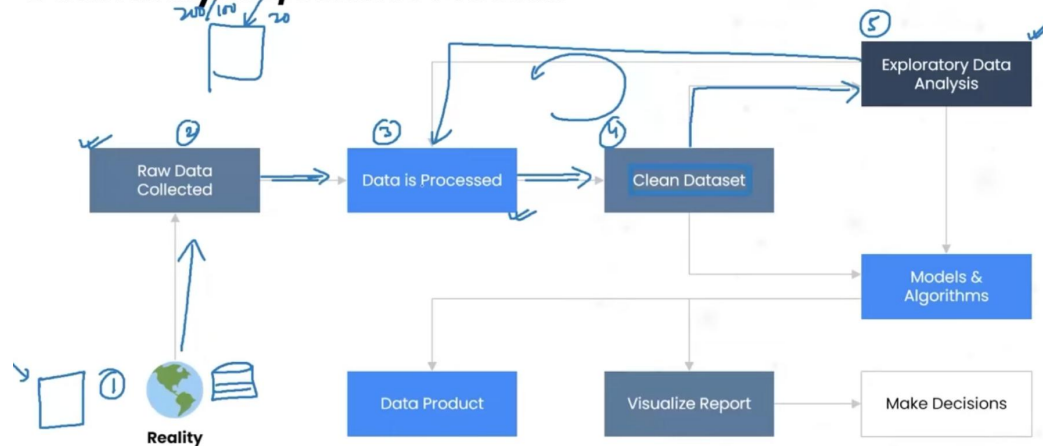 200/100
20
5
Exploratory Data
Analysis
2
3
4
Raw Data
Collected
Data is Processed
Clean Dataset
Models &
Algorithms
1
Data Product
Visualize Report
Make Decisions
Reality